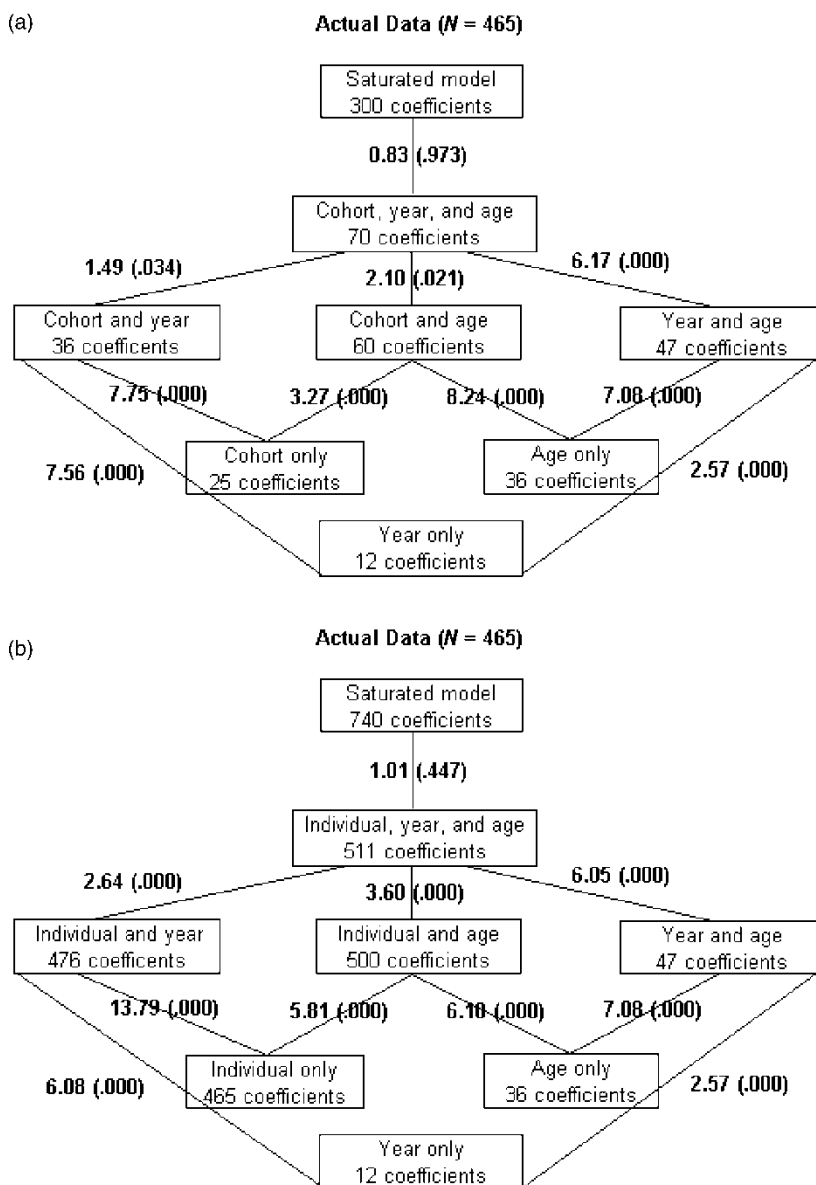 (a)
Actual Data (N = 465)
Saturated model
300 coefficients
0.83 (.973)
Cohort, year, and age
70 coefficients
1.49 (.034)
2.10 (.021)
6.17 (.000)
Cohort and year
36 coefficents
Cohort and age
60 coefficients
Year and age
47 coefficients
7.75 (.000)
3.27 (.000)
8.24 (.000)
7.08 (.000)
Cohort only
25 coefficients
Age only
36 coefficients
7.56 (.000)
2.57 (.000)
Year only
12 coefficients
(b)
Actual Data (N = 465)
Saturated model
740 coefficients
1.01 (.447)
Individual, year, and age
511 coefficients
2.64 (.000)
3.60 (.000)
6.05 (.000)
Individual and year
476 coefficents
Individual and age
500 coefficients
Year and age
47 coefficients
13.79 (.000)
5.81 (.000)
6.18 (.000)
7.08 (.000)
Individual only
465 coefficients
Age only
36 coefficients
6.08 (.000)
2.57 (.000)
Year only
12 coefficients